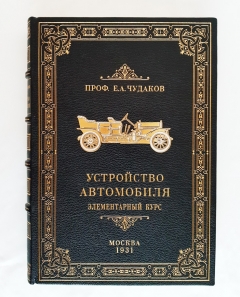 ПРОФ. Е.А.ЧУДАКОВ
УСТРОЙСТВО
АВТОМОБИЛЯ
ЭЛЕМЕНТАРНЫЙ КУРС
МОСКВА
1931